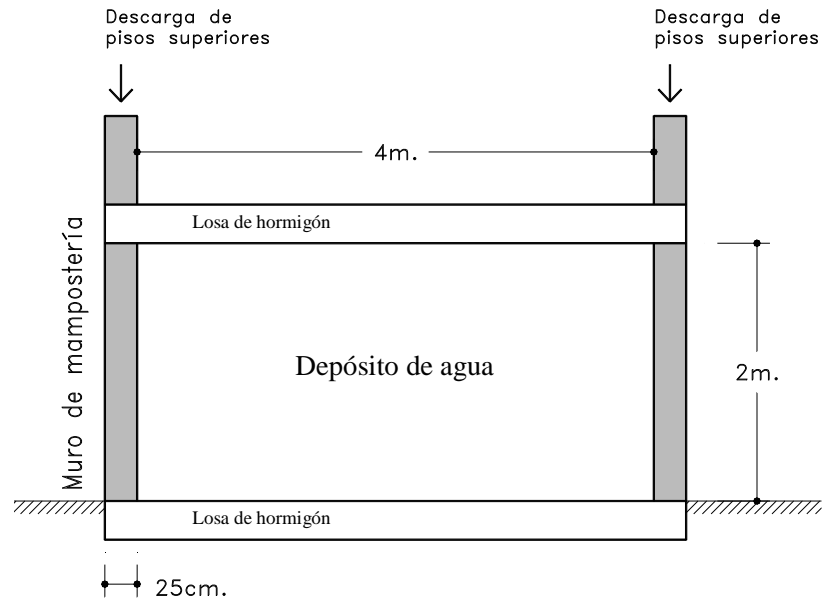 Descarga de
pisos superiores
Descarga de
pisos superiores
4m.
Losa de hormigón
Muro de mampostería
Depósito de agua
2m.
Losa de hormigón
25cm.